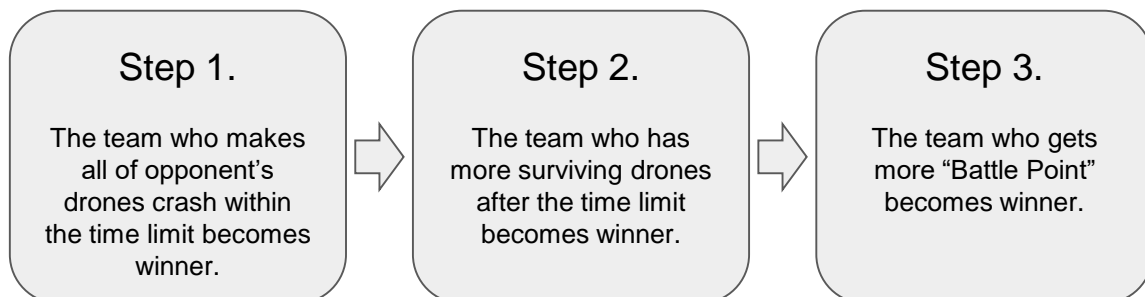 Step 1.
The team who makes
all of opponent’s
drones crash within
the time limit becomes
winner.
Step 2.
The team who has
more surviving drones
after the time limit
becomes winner.
Step 3.
The team who gets
more “Battle Point”
becomes winner.